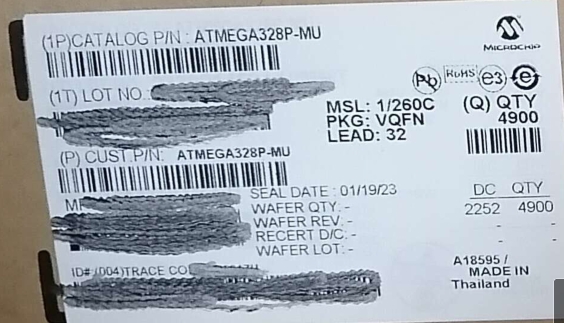 (1P)CATALOG P/N : ATMEGA328P-MU
MICROCHIP
Pb RoHS e3 e
(1T) LOT NO.:
MSL: 1/260C
PKG: VQFN
LEAD: 32
(Q) QTY
4900
(P) CUST.P/N: ATMEGA328P-MU
SEAL DATE : 01/19/23
WAFER QTY: -
WAFER REV: -
RECERT D/C: -
WAFER LOT: -
DC QTY
2252 4900
- -
- -
ID#:(004)TRACE
A18595 /
MADE IN
Thailand